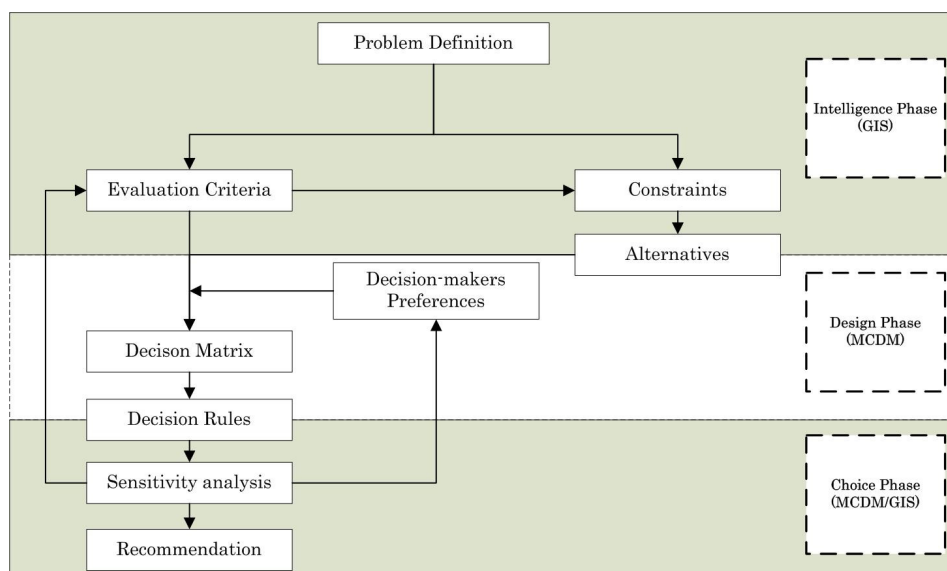 Problem Definition
Intelligence Phase
(GIS)
Evaluation Criteria
Constraints
Alternatives
Decision-makers
Preferences
Design Phase
(MCDM)
Decison Matrix
Decision Rules
Sensitivity analysis
Choice Phase
(MCDM/GIS)
Recommendation